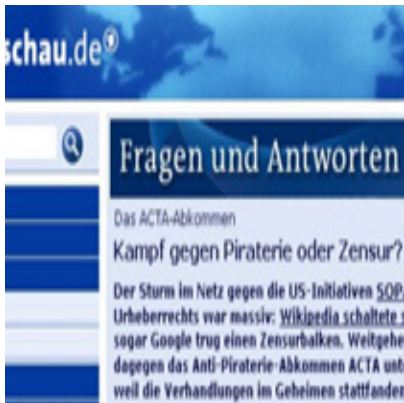 schau.de
Fragen und Antworten
Das ACTA-Abkommen
Kampf gegen Piraterie oder Zensur?
Der Sturm im Netz gegen die US-Initiativen SOP
Urheberrechts war massiv: Wikipedia schaltete s
sogar Google trug einen Zensurbalken. Weitgehe
dagegen das Anti-Piraterie-Abkommen ACTA unt
weil die Verhandlungen im Geheimen stattfanden